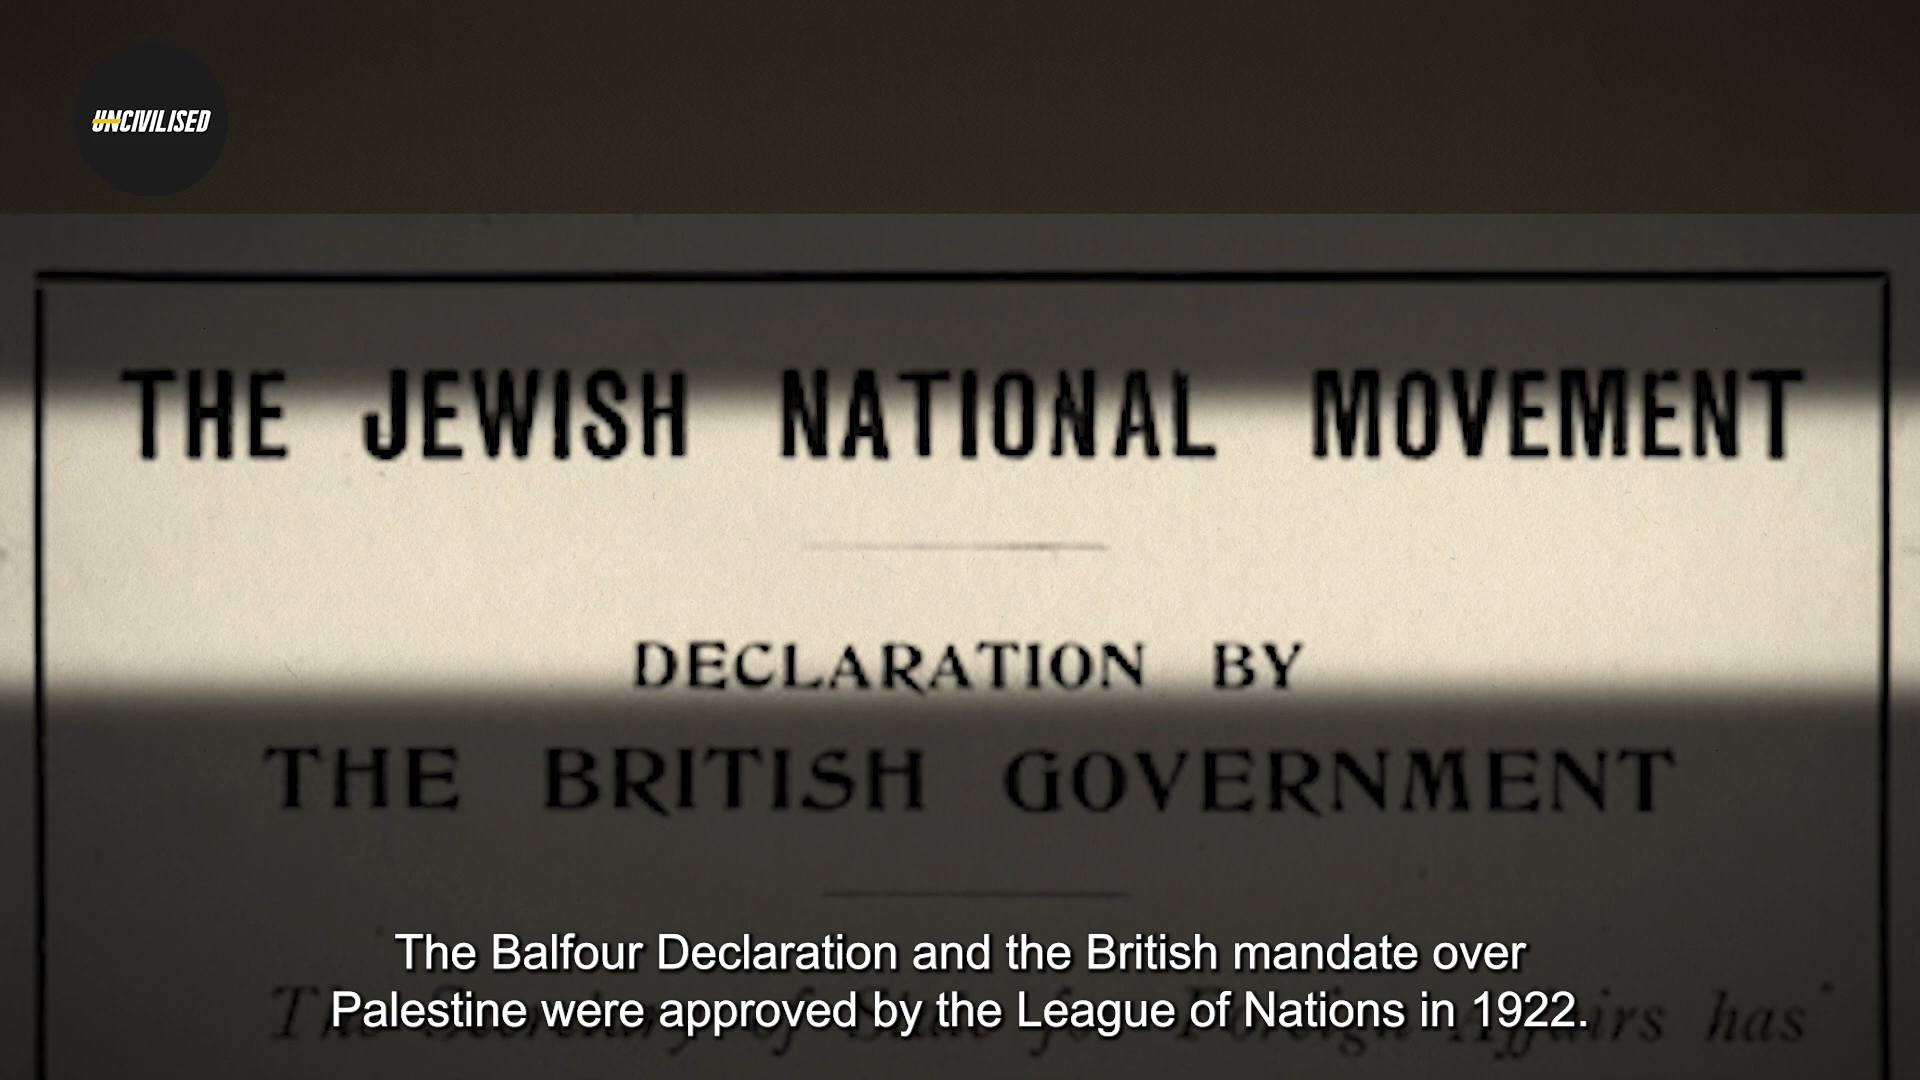 UNCIVILISED
THE JEWISH NATIONAL MOVEMENT
DECLARATION BY
THE BRITISH GOVERNMENT
The Balfour Declaration and the British mandate over
Palestine were approved by the League of Nations in 1922.
has